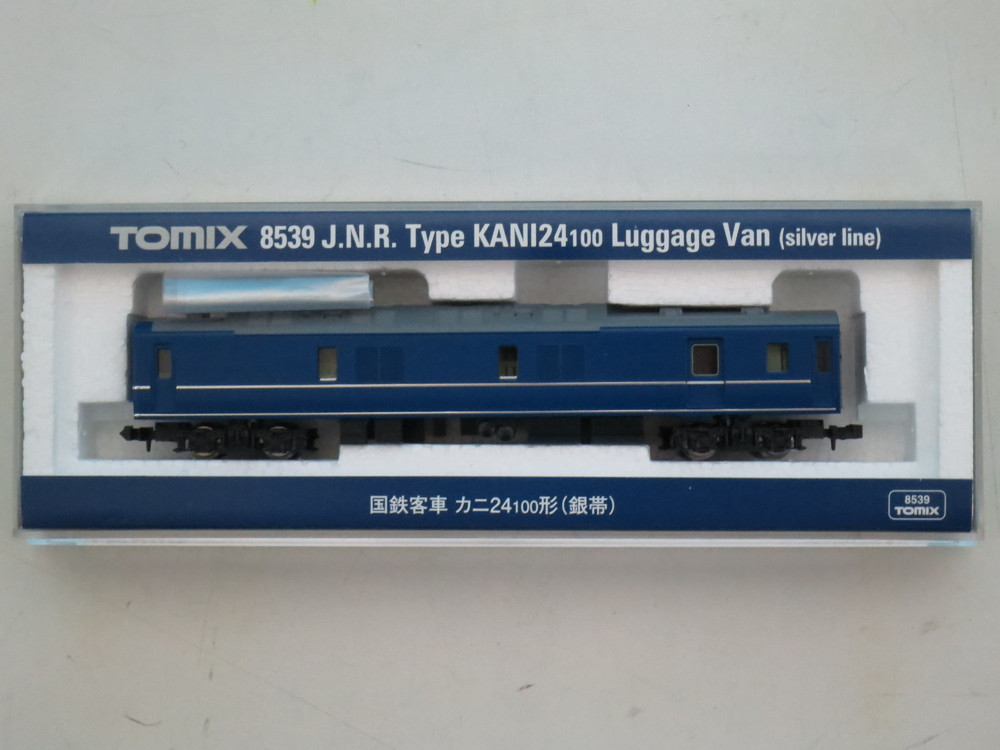 TOMIX 8539 J.N.R. Type KANI24100 Luggage Van (silver line)
国鉄客車 カニ24100形(銀帯)
8539
TOMIX